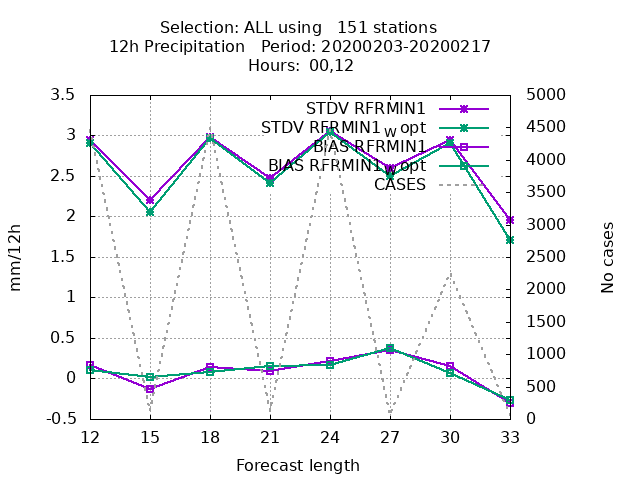 Selection: ALL using   151 stations
12h Precipitation   Period: 20200203-20200217
Hours:  00,12
STDV RFRMIN1
STDV RFRMIN1_w opt
BIAS RFRMIN1
BIAS RFRMIN1_w opt
CASES
3.5
3
2.5
2
1.5
1
0.5
0
-0.5
mm/12h
5000
4500
4000
3500
3000
2500
2000
1500
1000
500
0
No cases
12 15 18 21 24 27 30 33
Forecast length